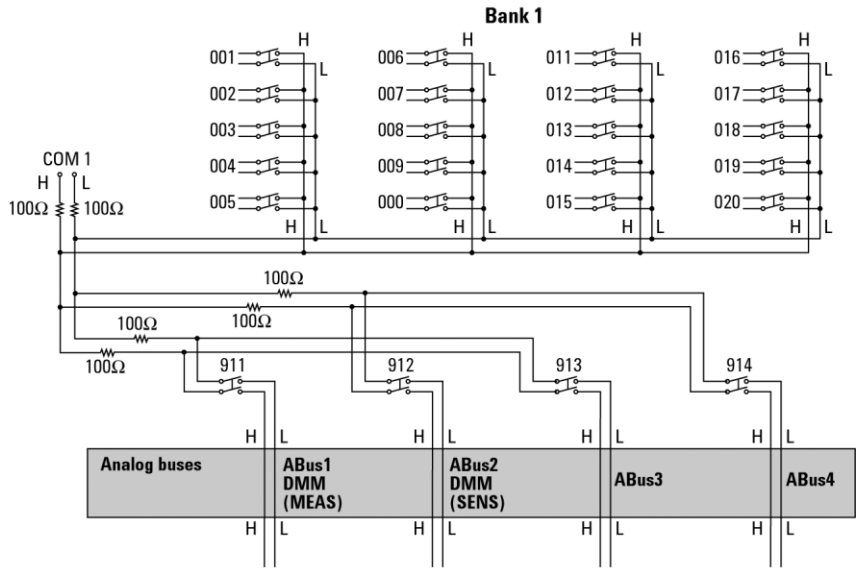 Bank 1
H H H H
001 006 011 016
L L L L
002 007 012 017
003 008 013 018
COM 1
004 009 014 019
H L
100Ω 100Ω
005 000 015 020
H L H L H L H L
100Ω
100Ω
100Ω
100Ω
911 912 913 914
H L H L H L H L
Analog buses
ABus1
DMM
(MEAS)
ABus2
DMM
(SENS)
ABus3
ABus4
H L H L H L H L